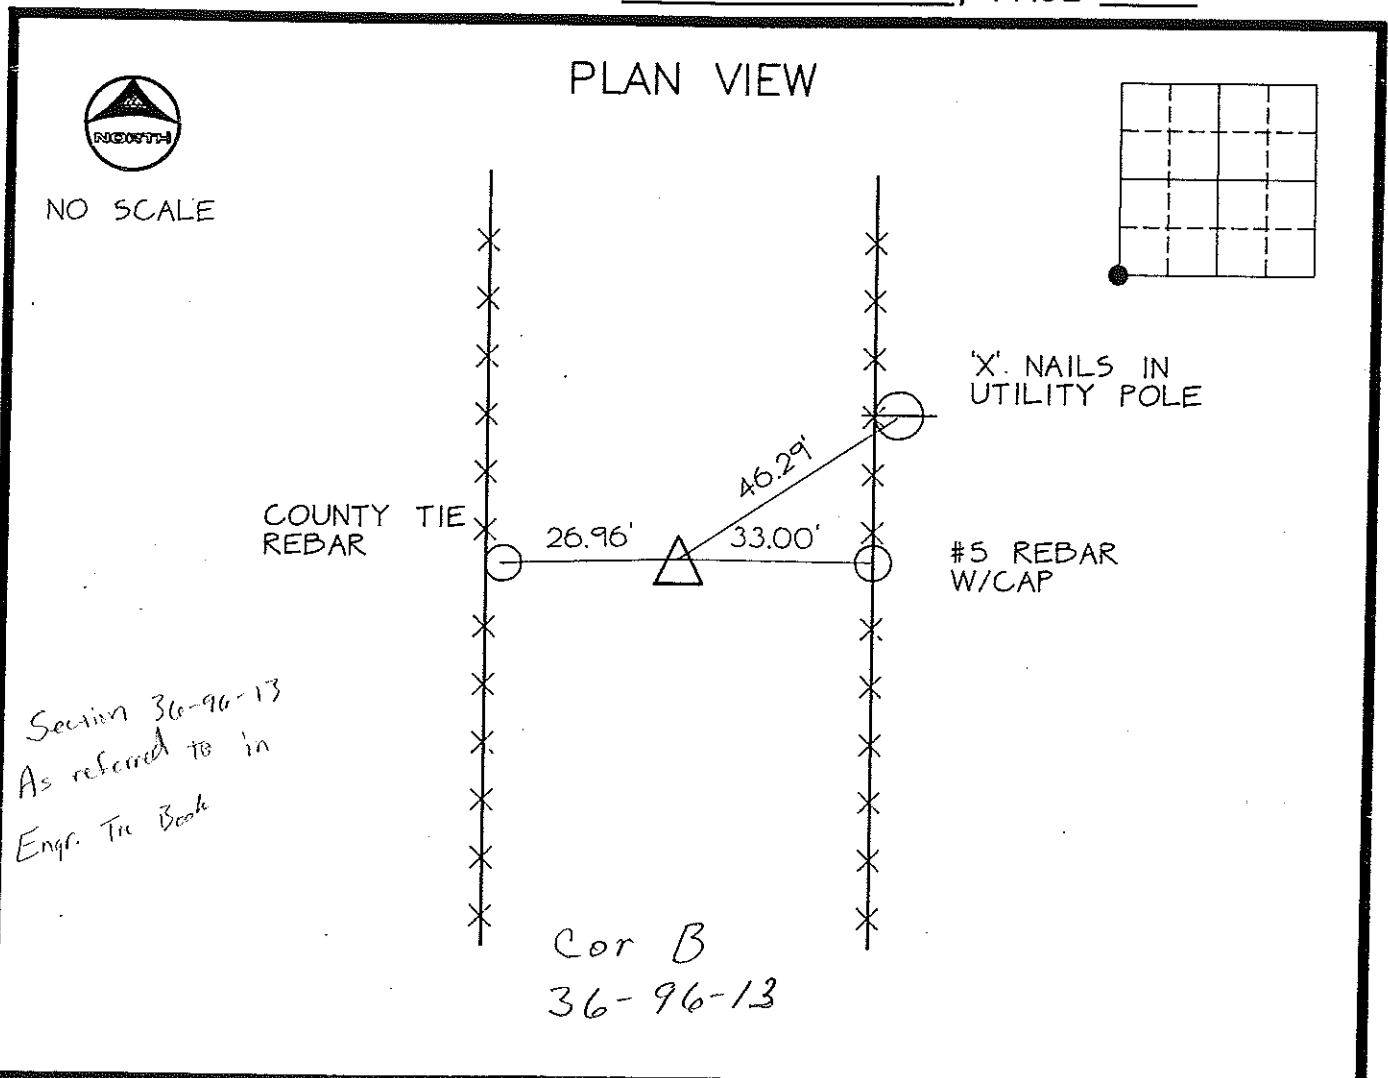 PLAN VIEW
NORTH
NO SCALE
'X'. NAILS IN
UTILITY POLE
46.29'
COUNTY TIE
REBAR
26.96'
33.00'
#5 REBAR
W/CAP
Section 36-96-13
As referred to in
Engr. Tie Book
Cor B
36-96-13